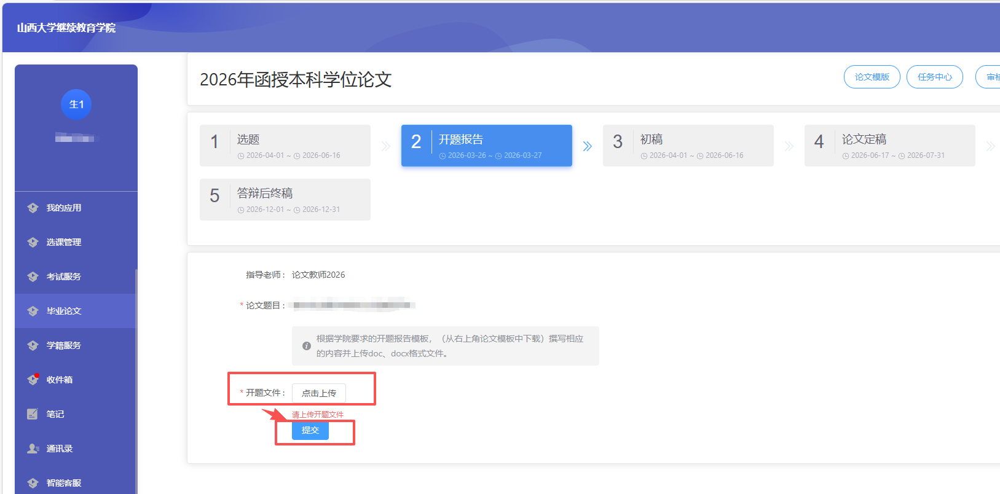 山西大学继续教育学院
生1
我的应用
选课管理
考试服务
毕业论文
学籍服务
收件箱
笔记
通讯录
智能客服
2026年函授本科学位论文
论文模版
任务中心
审核
1 选题
2026-04-01 ~ 2026-06-16
2 开题报告
2026-03-26 ~ 2026-03-27
3 初稿
2026-04-01 ~ 2026-06-16
4 论文定稿
2026-06-17 ~ 2026-07-31
5 答辩后终稿
2026-12-01 ~ 2026-12-31
指导老师： 论文教师2026
* 论文题目：
根据学院要求的开题报告模板，（从右上角论文模板中下载）撰写相应
的内容并上传doc、docx格式文件。
* 开题文件： 点击上传
请上传开题文件
提交